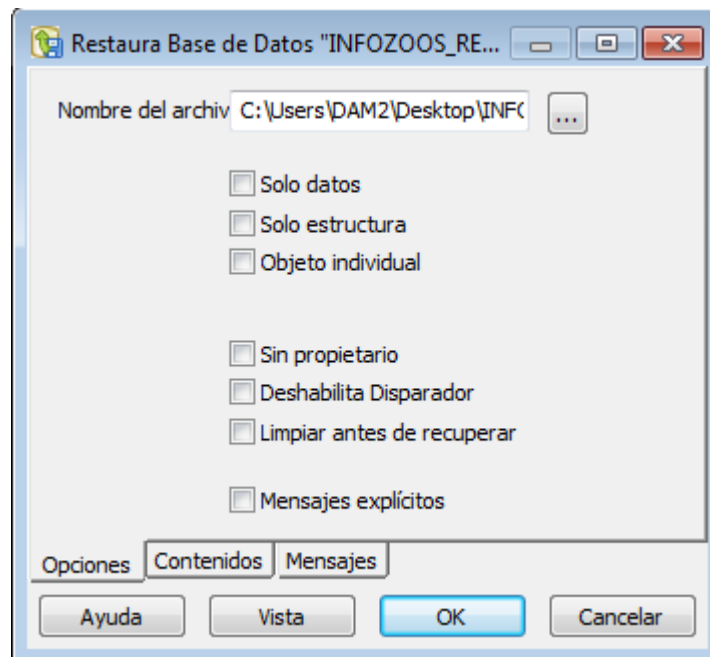 Restaura Base de Datos "INFOZOOS_RE...
Nombre del archiv C:\Users\DAM2\Desktop\INF( ...
Solo datos
Solo estructura
Objeto individual
Sin propietario
Deshabilita Disparador
Limpiar antes de recuperar
Mensajes explícitos
Opciones Contenidos Mensajes
Ayuda Vista OK Cancelar